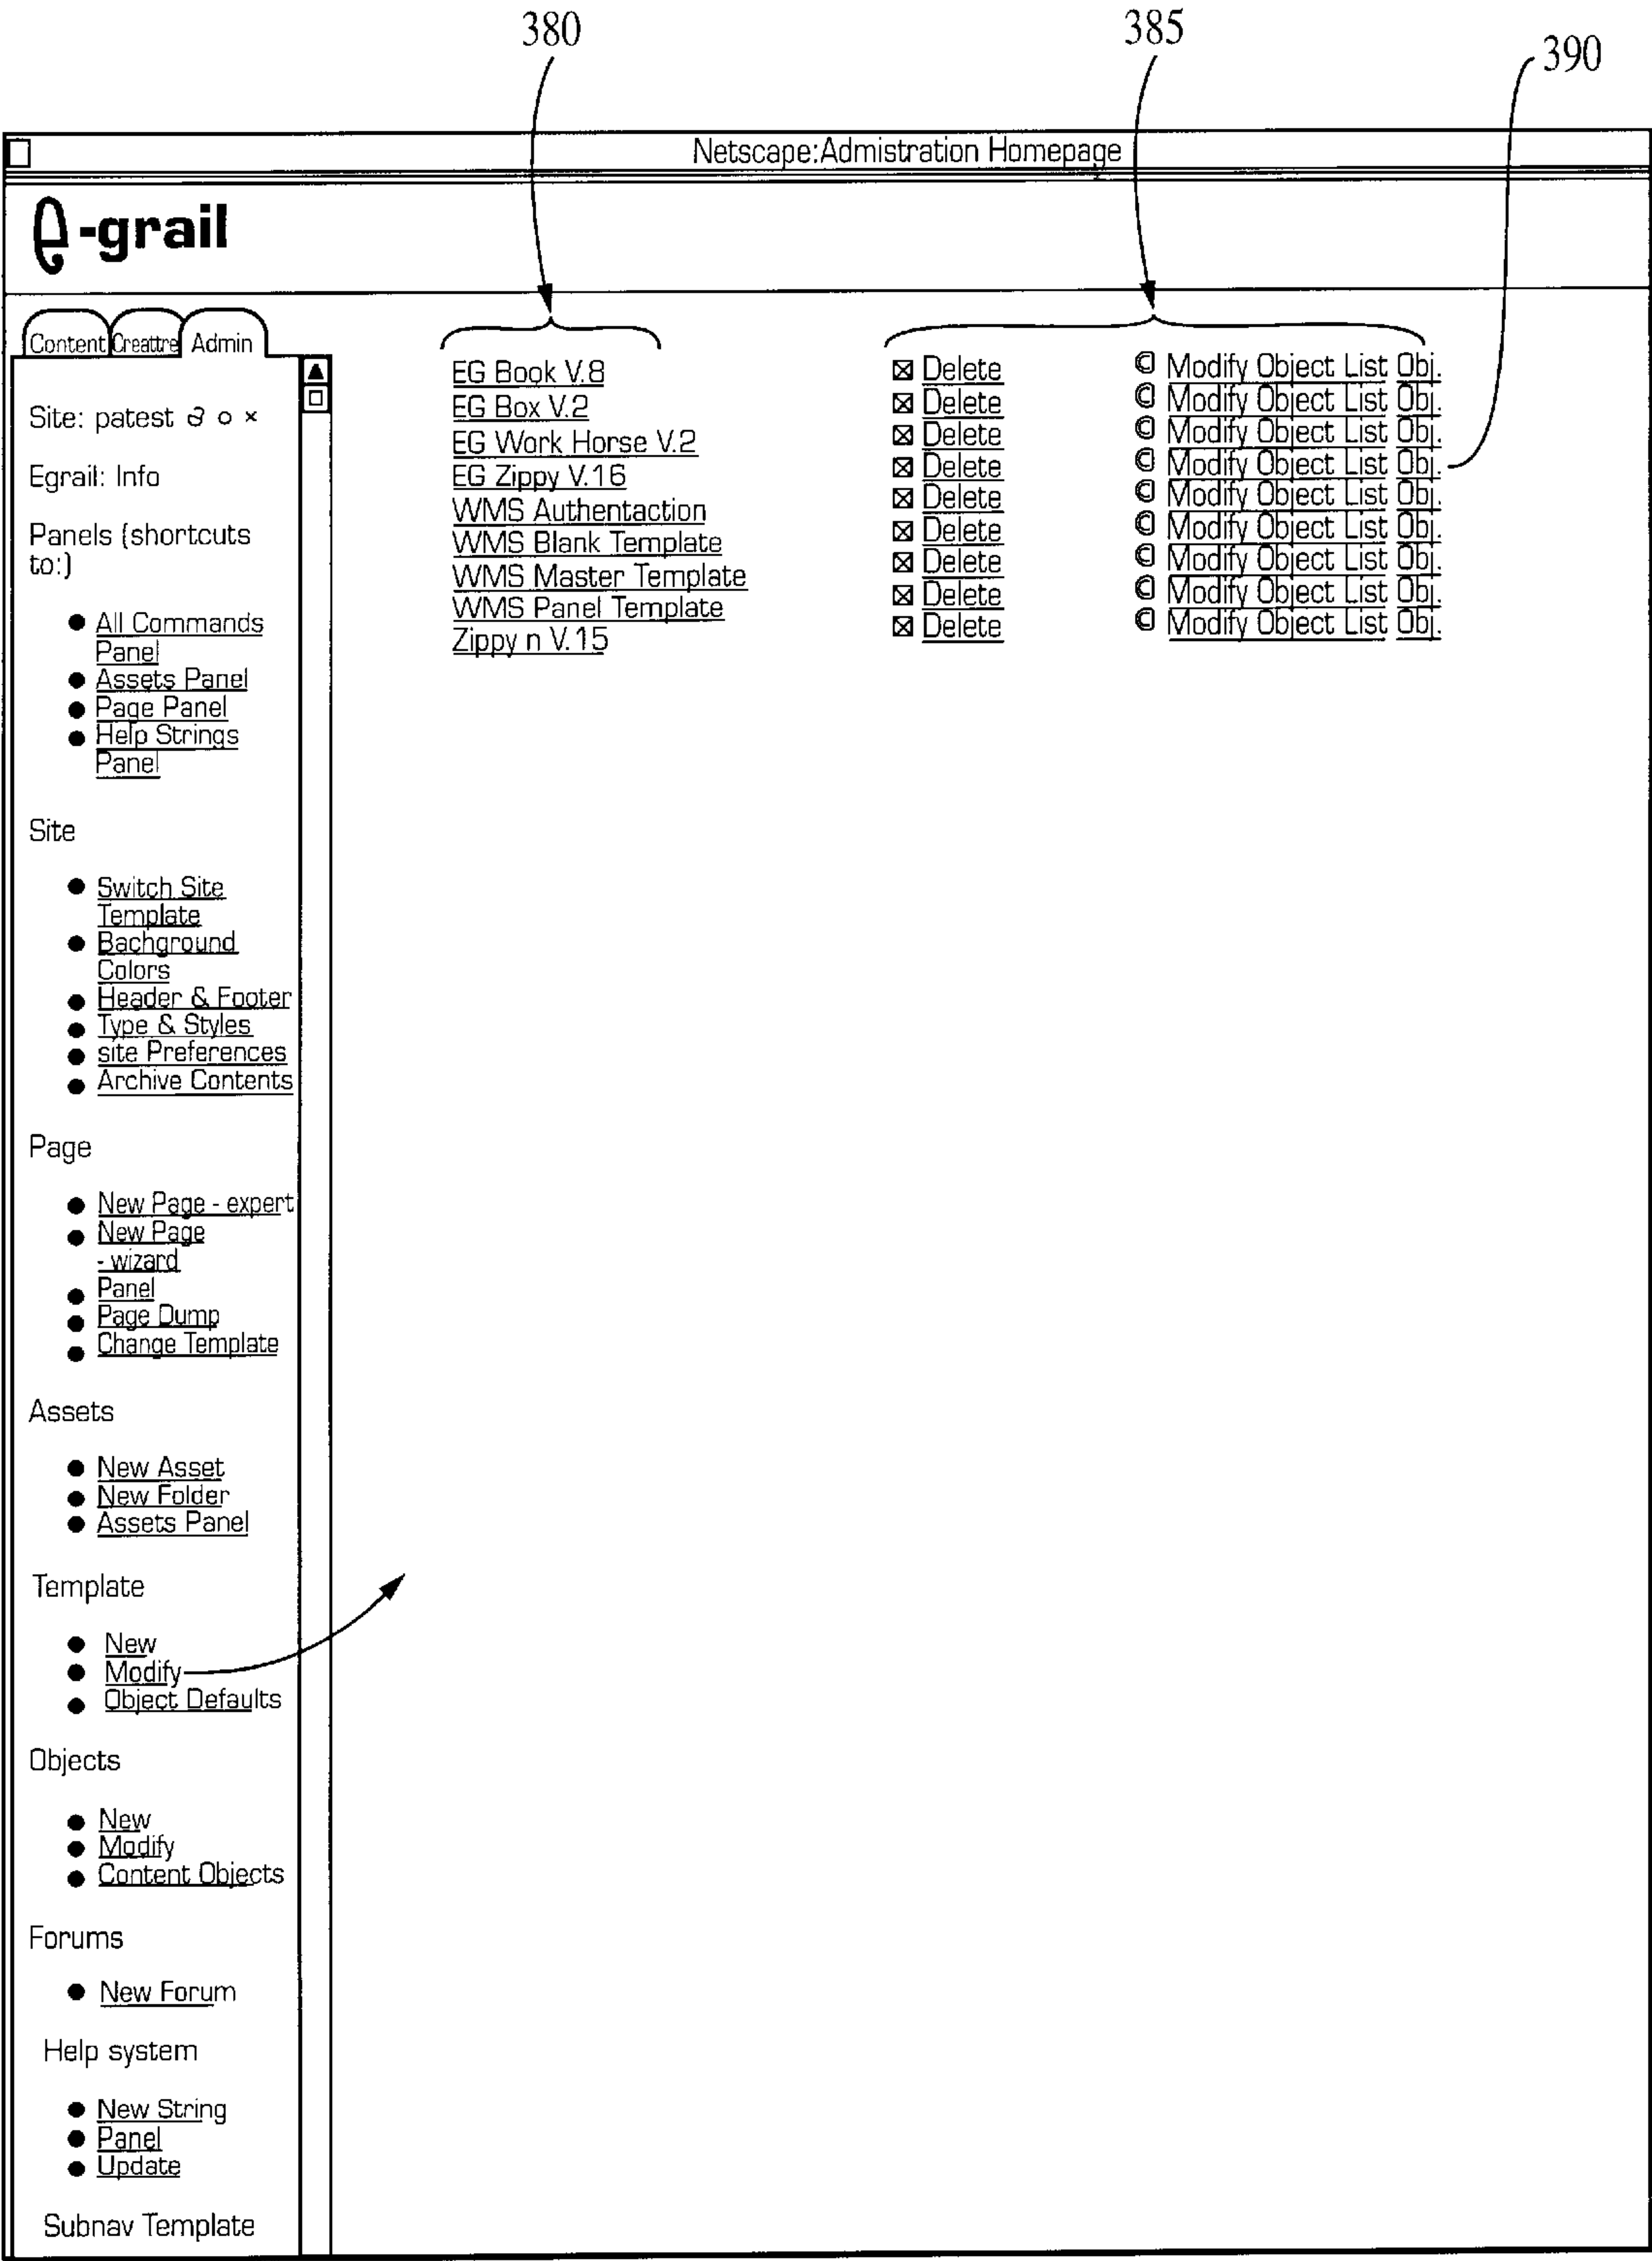 380
385
390
Netscape:Admistration Homepage
e-grail
Content Creattre Admin
Site: patest
Egrail: Info
Panels (shortcuts
to:)
All Commands
Panel
Assets Panel
Page Panel
Help Strings
Panel
Site
Switch Site
Template
Bachground
Colors
Header & Footer
Type & Styles
site Preferences
Archive Contents
Page
New Page - expert
New Page
- wizard
Panel
Page Dump
Change Template
Assets
New Asset
New Folder
Assets Panel
Template
New
Modify
Object Defaults
Objects
New
Modify
Content Objects
Forums
New Forum
Help system
New String
Panel
Update
Subnav Template
EG Book V.8
EG Box V.2
EG Work Horse V.2
EG Zippy V.16
WMS Authentaction
WMS Blank Template
WMS Master Template
WMS Panel Template
Zippy n V.15
Delete
Delete
Delete
Delete
Delete
Delete
Delete
Delete
Delete
Modify Object List Obj.
Modify Object List Obj.
Modify Object List Obj.
Modify Object List Obj.
Modify Object List Obj.
Modify Object List Obj.
Modify Object List Obj.
Modify Object List Obj.
Modify Object List Obj.